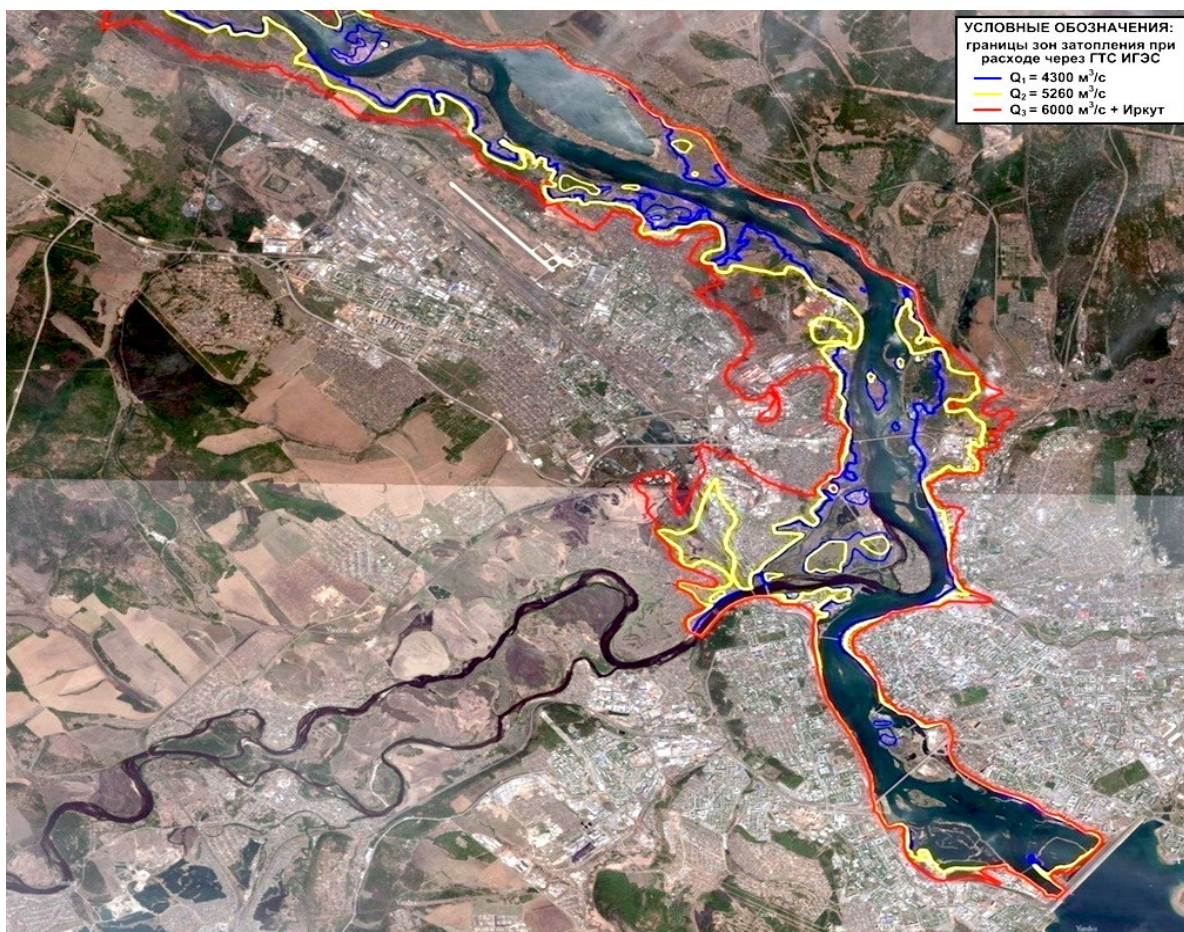 УСЛОВНЫЕ ОБОЗНАЧЕНИЯ:
границы зон затопления при
расходе через ГТС ИГЭС
Q₁ = 4300 м³/с
Q₂ = 5260 м³/с
Q₃ = 6000 м³/с + Иркут
Yandex